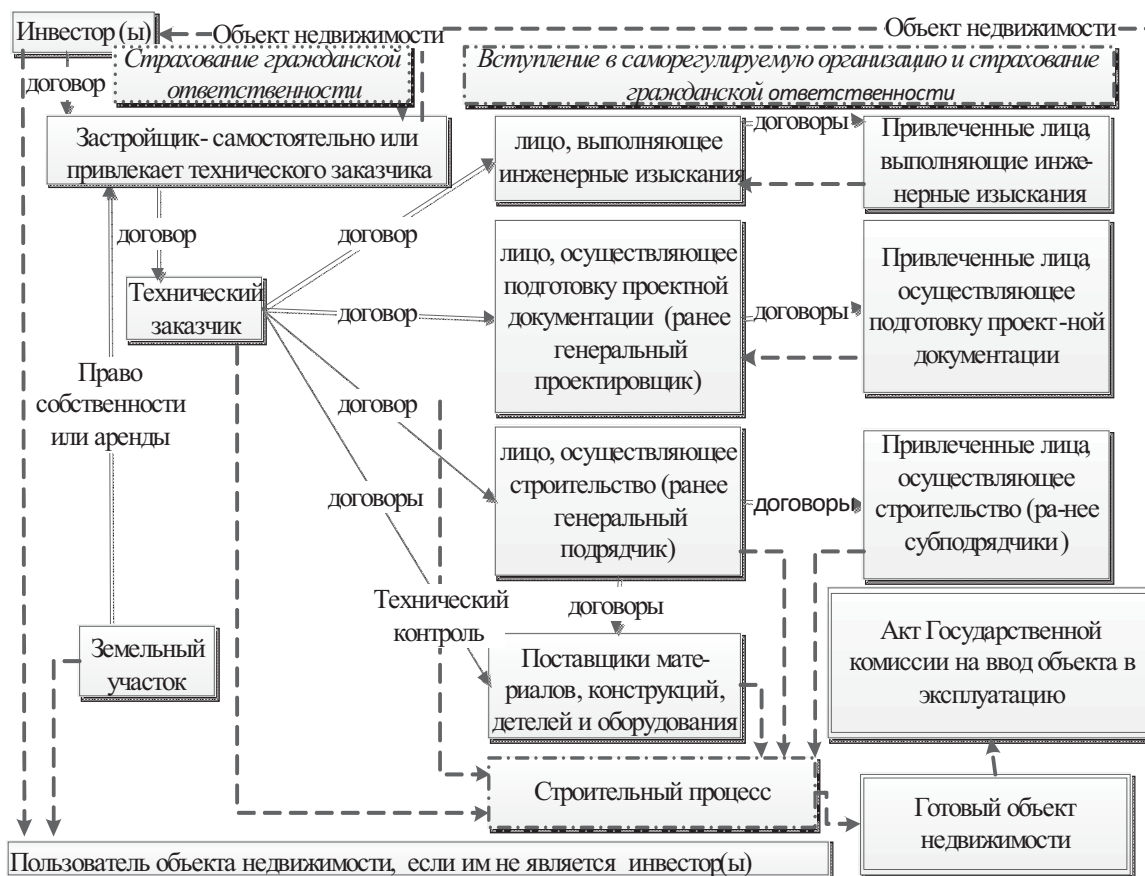 Инвестор (ы)
Объект недвижимости
Объект недвижимости
Страхование гражданской
ответственности
Вступление в саморегулируемую организацию и страхование
гражданской ответственности
договор
Застройщик- самостоятельно или
привлекает технического заказчика
лицо, выполняющее
инженерные изыскания
договоры
Привлеченные лица,
выполняющие инже-
нерные изыскания
договор
договор
Технический
заказчик
договор
лицо, осуществляющее
подготовку проектной
документации (ранее
генеральный
проектировщик)
договоры
Привлеченные лица,
осуществляющее
подготовку проект-ной
документации
Право
собственности
или аренды
договор
договоры
лицо, осуществляющее
строительство (ранее
генеральный
подрядчик)
договоры
Привлеченные лица,
осуществляющее
строительство (ра-нее
субподрядчики)
Технический
контроль
договоры
Земельный
участок
Поставщики мате-
риалов, конструкций,
детелей и оборудования
Акт Государственной
комиссии на ввод объекта в
эксплуатацию
Строительный процесс
Готовый объект
недвижимости
Пользователь объекта недвижимости, если им не является инвестор(ы)